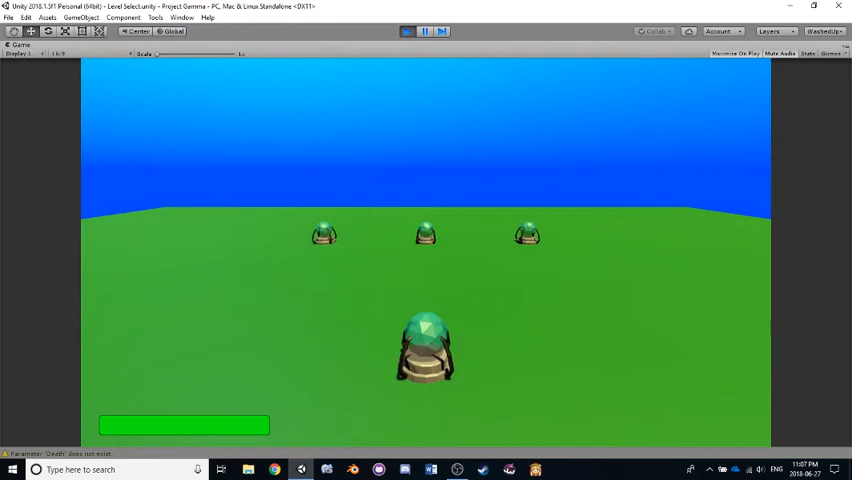 Unity 2018.1.5f1 Personal (64bit) - Level Select.unity - Project Gamma - PC, Mac & Linux Standalone <DX11>
File Edit Assets GameObject Component Tools Window Help
Center Global Collab Account Layers WashedUp
Game
Display 1 16:9 Scale 1x Maximize On Play Mute Audio Stats Gizmos
Parameter 'Death' does not exist.
Type here to search ENG 11:07 PM
2018-06-27